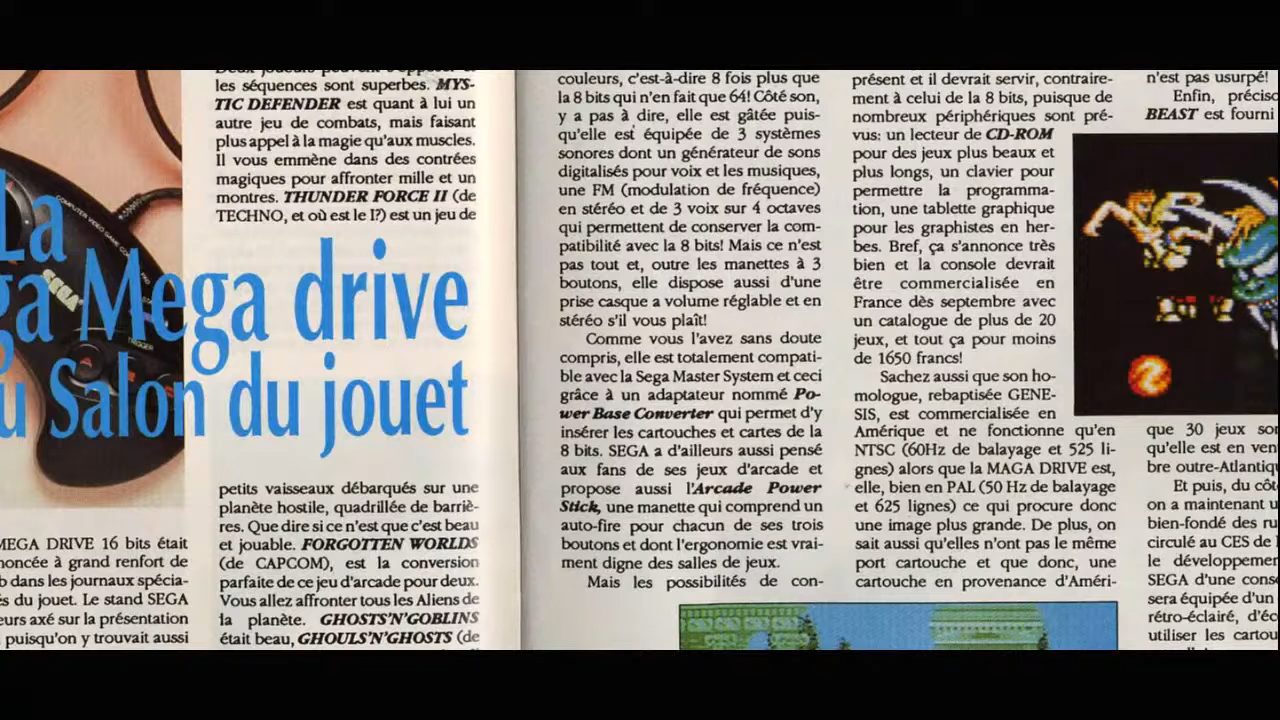 La
ga Mega drive
u Salon du jouet
COMPUTER VIDEO GAME
SEGA
TRIGGER
MEGA DRIVE 16 bits était
noncée à grand renfort de
b dans les journaux spécia-
és du jouet. Le stand SEGA
eurs axé sur la présentation
puisqu'on y trouvait aussi
Deux joueurs peuvent s'opposer et
les séquences sont superbes. MYS-
TIC DEFENDER est quant à lui un
autre jeu de combats, mais faisant
plus appel à la magie qu'aux muscles.
Il vous emmène dans des contrées
magiques pour affronter mille et un
montres. THUNDER FORCE II (de
TECHNO, et où est le I?) est un jeu de
petits vaisseaux débarqués sur une
planète hostile, quadrillée de barriè-
res. Que dire si ce n'est que c'est beau
et jouable. FORGOTTEN WORLDS
(de CAPCOM), est la conversion
parfaite de ce jeu d'arcade pour deux.
Vous allez affronter tous les Aliens de
la planète. GHOSTS'N'GOBLINS
était beau, GHOULS'N'GHOSTS (de
couleurs, c'est-à-dire 8 fois plus que
la 8 bits qui n'en fait que 64! Côté son,
y a pas à dire, elle est gâtée puis-
qu'elle est équipée de 3 systèmes
sonores dont un générateur de sons
digitalisés pour voix et les musiques,
une FM (modulation de fréquence)
en stéréo et de 3 voix sur 4 octaves
qui permettent de conserver la com-
patibilité avec la 8 bits! Mais ce n'est
pas tout et, outre les manettes à 3
boutons, elle dispose aussi d'une
prise casque a volume réglable et en
stéréo s'il vous plaît!
Comme vous l'avez sans doute
compris, elle est totalement compati-
ble avec la Sega Master System et ceci
grâce à un adaptateur nommé Po-
wer Base Converter qui permet d'y
insérer les cartouches et cartes de la
8 bits. SEGA a d'ailleurs aussi pensé
aux fans de ses jeux d'arcade et
propose aussi l'Arcade Power
Stick, une manette qui comprend un
auto-fire pour chacun de ses trois
boutons et dont l'ergonomie est vrai-
ment digne des salles de jeux.
Mais les possibilités de con-
présent et il devrait servir, contraire-
ment à celui de la 8 bits, puisque de
nombreux périphériques sont pré-
vus: un lecteur de CD-ROM
pour des jeux plus beaux et
plus longs, un clavier pour
permettre la programma-
tion, une tablette graphique
pour les graphistes en her-
bes. Bref, ça s'annonce très
bien et la console devrait
être commercialisée en
France dès septembre avec
un catalogue de plus de 20
jeux, et tout ça pour moins
de 1650 francs!
Sachez aussi que son ho-
mologue, rebaptisée GENE-
SIS, est commercialisée en
Amérique et ne fonctionne qu'en
NTSC (60Hz de balayage et 525 li-
gnes) alors que la MAGA DRIVE est,
elle, bien en PAL (50 Hz de balayage
et 625 lignes) ce qui procure donc
une image plus grande. De plus, on
sait aussi qu'elles n'ont pas le même
port cartouche et que donc, une
cartouche en provenance d'Améri-
n'est pas usurpé!
Enfin, préciso
BEAST est fourni
que 30 jeux son
qu'elle est en ven
bre outre-Atlantiqu
Et puis, du côt
on a maintenant u
bien-fondé des ru
circulé au CES de
le développemen
SEGA d'une cons
sera équipée d'un
rétro-éclairé, d'éc
utiliser les cartou